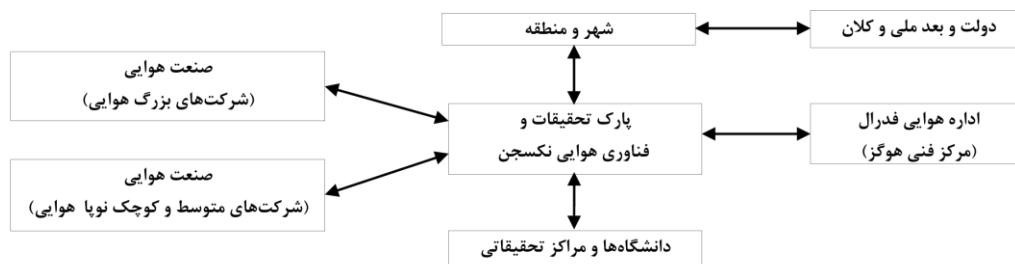 شهر و منطقه
دولت و بعد ملی و کلان
صنعت هوایی
(شرکت‌های بزرگ هوایی)
پارک تحقیقات و
فناوری هوایی نکسجن
اداره هوایی فدرال
(مرکز فنی هوگز)
صنعت هوایی
(شرکت‌های متوسط و کوچک نوپا هوایی)
دانشگاه‌ها و مراکز تحقیقاتی